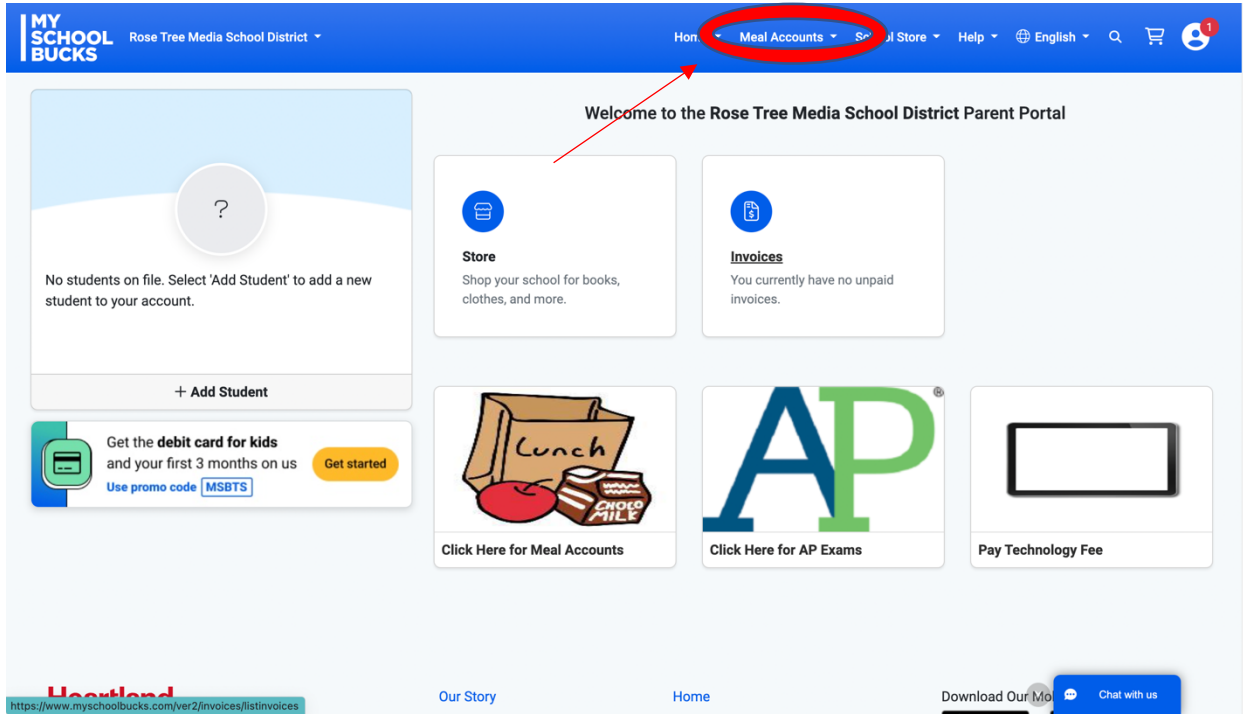 MY
SCHOOL
BUCKS
Rose Tree Media School District
Meal Accounts
Store
Help
English
1
Welcome to the Rose Tree Media School District Parent Portal
?
No students on file. Select 'Add Student' to add a new
student to your account.
+ Add Student
Store
Shop your school for books,
clothes, and more.
Invoices
You currently have no unpaid
invoices.
Get the debit card for kids
and your first 3 months on us
Use promo code MSBTS
Get started
Lunch
CHOCO
MILK
Click Here for Meal Accounts
AP®
Click Here for AP Exams
Pay Technology Fee
Heartland
https://www.myschoolbucks.com/ver2/invoices/listinvoices
Our Story
Home
Download Our
Chat with us